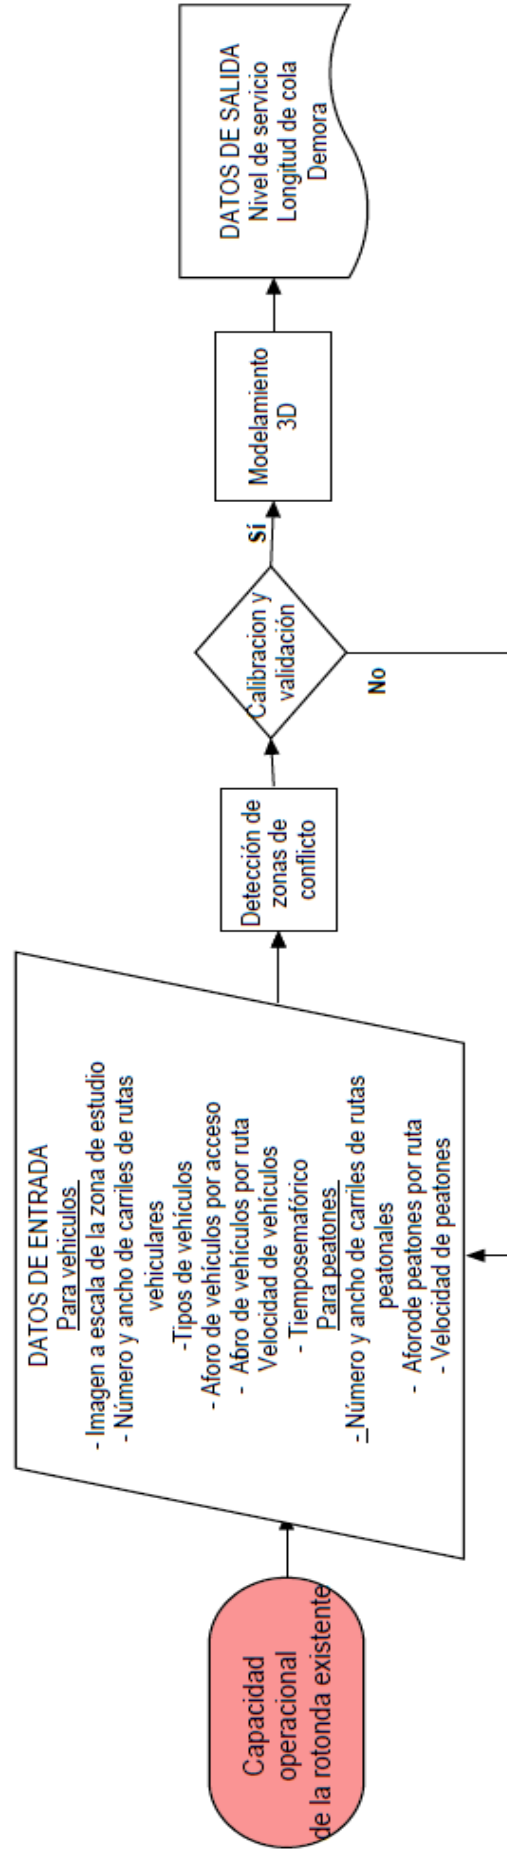 Capacidad
operacional
de la rotonda existente
DATOS DE ENTRADA
Para vehículos
- Imagen a escala de la zona de estudio
- Número y ancho de carriles de rutas
vehiculares
-Tipos de vehículos
- Aforo de vehículos por acceso
- Abro de vehículos por ruta
Velocidad de vehículos
- Tiemposemafórico
Para peatones
- Número y ancho de carriles de rutas
peatonales
- Aforode peatones por ruta
- Velocidad de peatones
Detección de
zonas de
conflicto
Calibracion y
validación
Sí
No
Modelamiento
3D
DATOS DE SALIDA
Nivel de servicio
Longitud de cola
Demora